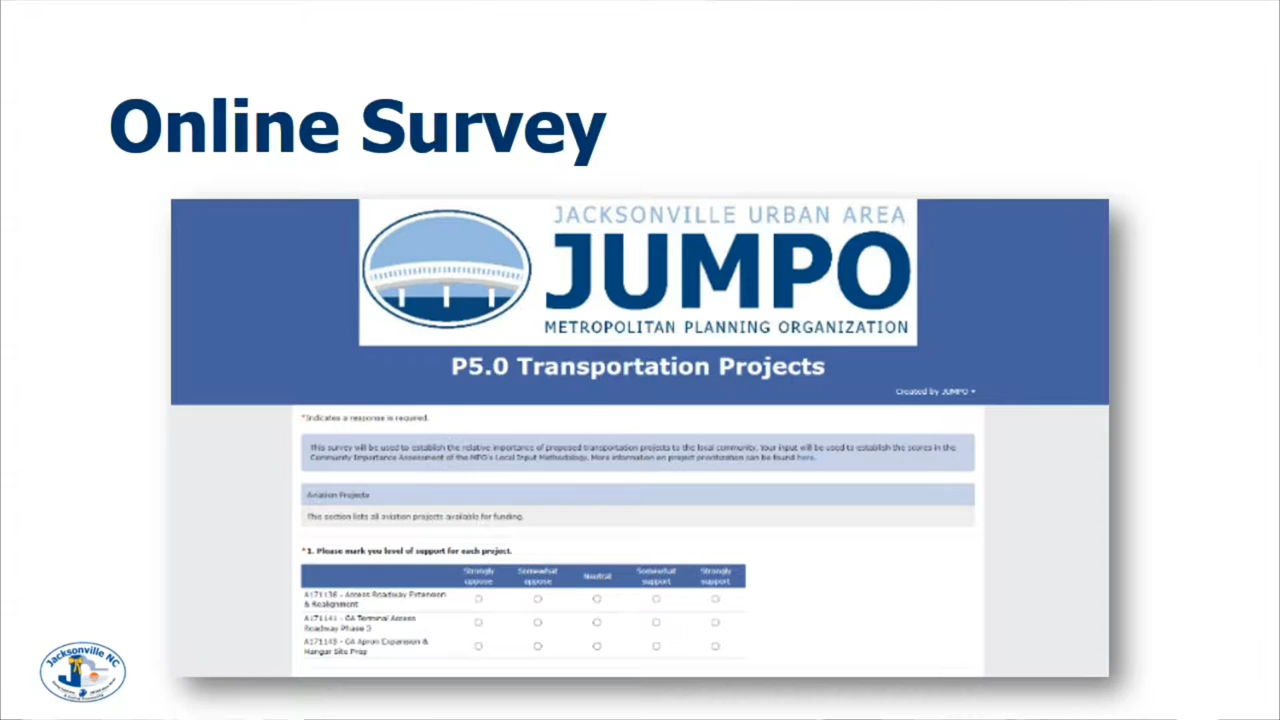 Online Survey
JACKSONVILLE URBAN AREA
JUMPO
METROPOLITAN PLANNING ORGANIZATION
P5.0 Transportation Projects
Created by JUMPO
*Indicates a response is required.
This survey will be used to establish the relative importance of proposed transportation projects to the local community. Your input will be used to establish the scores in the
Community Importance Assessment of the MPO's Local Input Methodology. More information on project prioritization can be found here.
Aviation Projects
This section lists all aviation projects available for funding.
*1. Please mark you level of support for each project.
Strongly oppose Somewhat oppose Neutral Somewhat support Strongly support
A171138 - Access Roadway Extension
& Realignment
- GA Terminal Access
Roadway Phase
- GA Apron Expansion &
Hangar Site Prep
Jacksonville NC